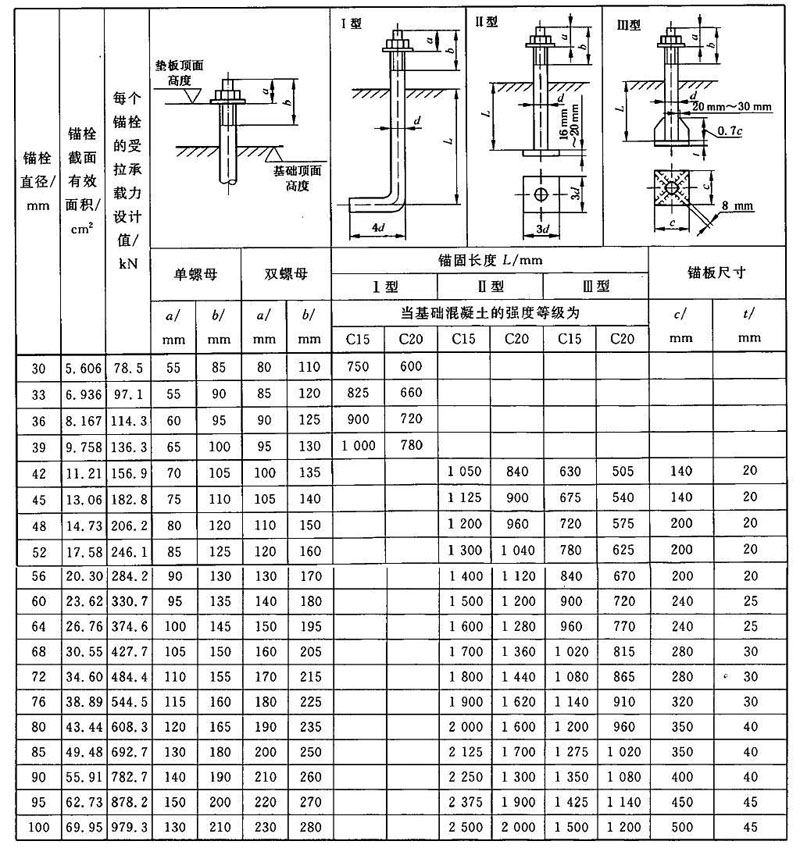 锚栓直径/mm
锚栓截面有效面积/cm²
每个锚栓的受拉承载力设计值/kN
垫板顶面高度
基础顶面高度
a
b
Ⅰ型
a
b
d
L
4d
Ⅱ型
a
b
L
d
16 mm～20 mm
3d
3d
Ⅲ型
a
b
L
d
20 mm～30 mm
0.7c
t
c
c
8 mm
单螺母 双螺母 锚固长度 L/mm 锚板尺寸
Ⅰ型 Ⅱ型 Ⅲ型
当基础混凝土的强度等级为
a/mm b/mm a/mm b/mm C15 C20 C15 C20 C15 C20 c/mm t/mm
30 5.606 78.5 55 85 80 110 750 600
33 6.936 97.1 55 90 85 120 825 660
36 8.167 114.3 60 95 90 125 900 720
39 9.758 136.3 65 100 95 130 1 000 780
42 11.21 156.9 70 105 100 135 1 050 840 630 505 140 20
45 13.06 182.8 75 110 105 140 1 125 900 675 540 140 20
48 14.73 206.2 80 120 110 150 1 200 960 720 575 200 20
52 17.58 246.1 85 125 120 160 1 300 1 040 780 625 200 20
56 20.30 284.2 90 130 130 170 1 400 1 120 840 670 200 20
60 23.62 330.7 95 135 140 180 1 500 1 200 900 720 240 25
64 26.76 374.6 100 145 150 195 1 600 1 280 960 770 240 25
68 30.55 427.7 105 150 160 205 1 700 1 360 1 020 815 280 30
72 34.60 484.4 110 155 170 215 1 800 1 440 1 080 865 280 30
76 38.89 544.5 115 160 180 225 1 900 1 620 1 140 910 320 30
80 43.44 608.3 120 165 190 235 2 000 1 600 1 200 960 350 40
85 49.48 692.7 130 180 200 250 2 125 1 700 1 275 1 020 350 40
90 55.91 782.7 140 190 210 260 2 250 1 300 1 350 1 080 400 40
95 62.73 878.2 150 200 220 270 2 375 1 900 1 425 1 140 450 45
100 69.95 979.3 130 210 230 280 2 500 2 000 1 500 1 200 500 45